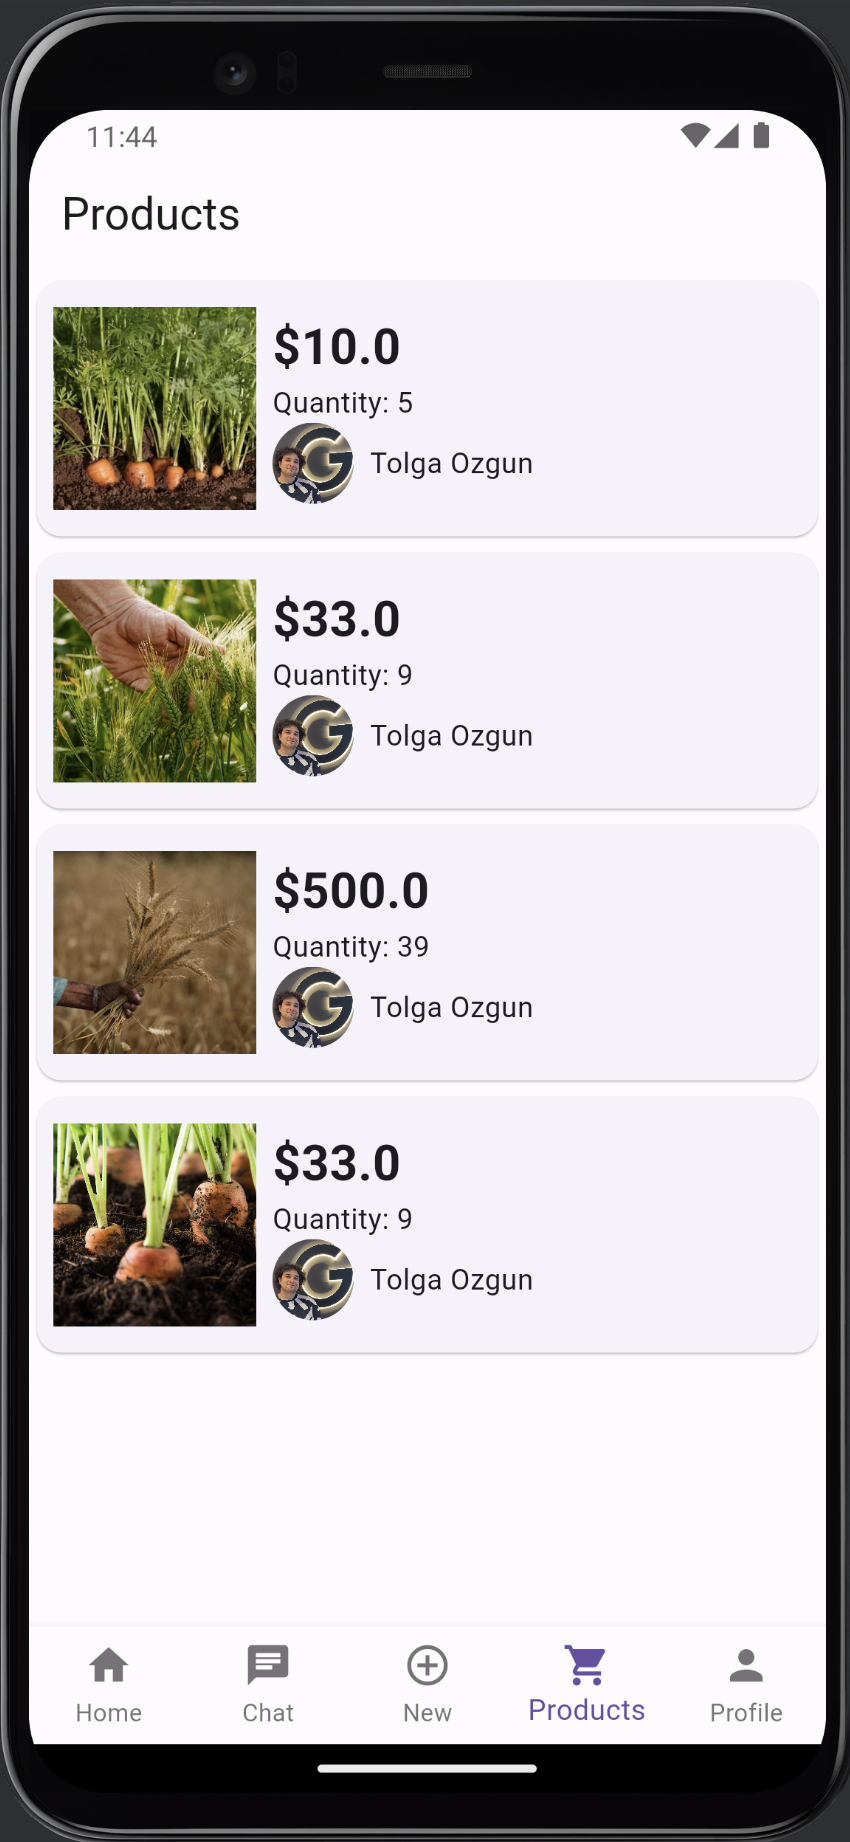 11:44
Products
$10.0
Quantity: 5
G
Tolga Ozgun
$33.0
Quantity: 9
G
Tolga Ozgun
$500.0
Quantity: 39
G
Tolga Ozgun
$33.0
Quantity: 9
G
Tolga Ozgun
Home Chat New Products Profile